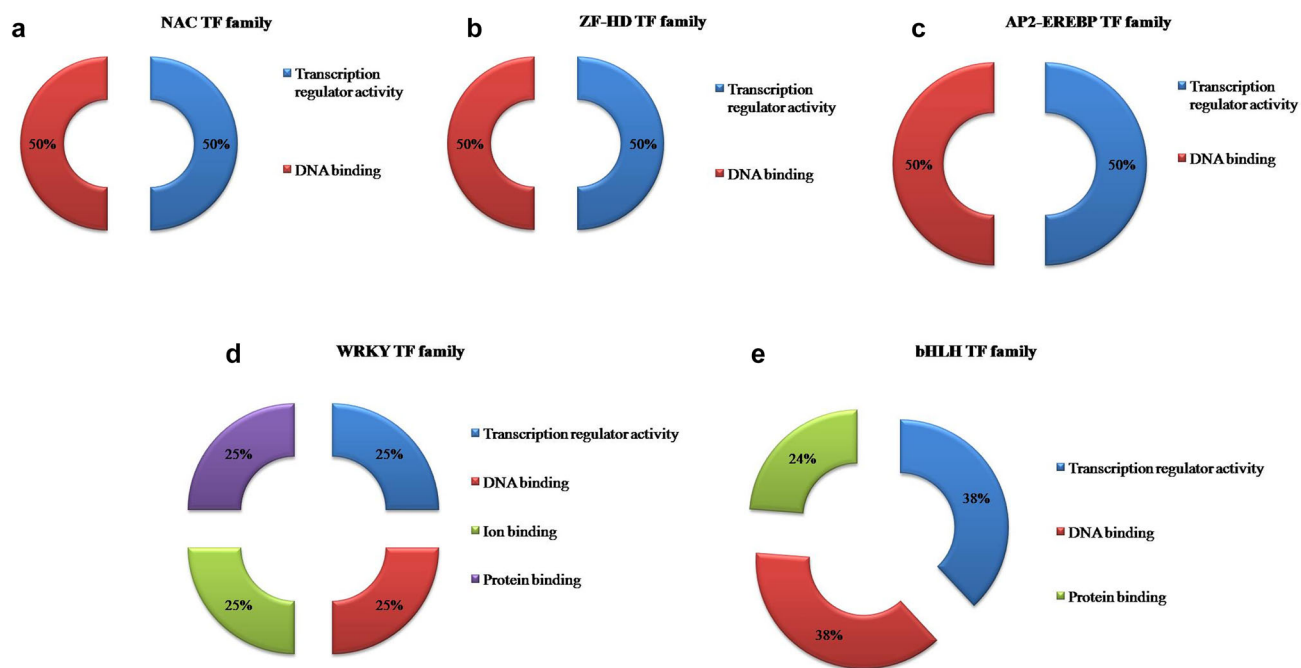 a
NAC TF family
50%
50%
Transcription
regulator activity
DNA binding
b
ZF-HD TF family
50%
50%
Transcription
regulator activity
DNA binding
c
AP2-EREBP TF family
50%
50%
Transcription
regulator activity
DNA binding
d
WRKY TF family
25%
25%
25%
25%
Transcription regulator activity
DNA binding
Ion binding
Protein binding
e
bHLH TF family
24%
38%
38%
Transcription regulator activity
DNA binding
Protein binding